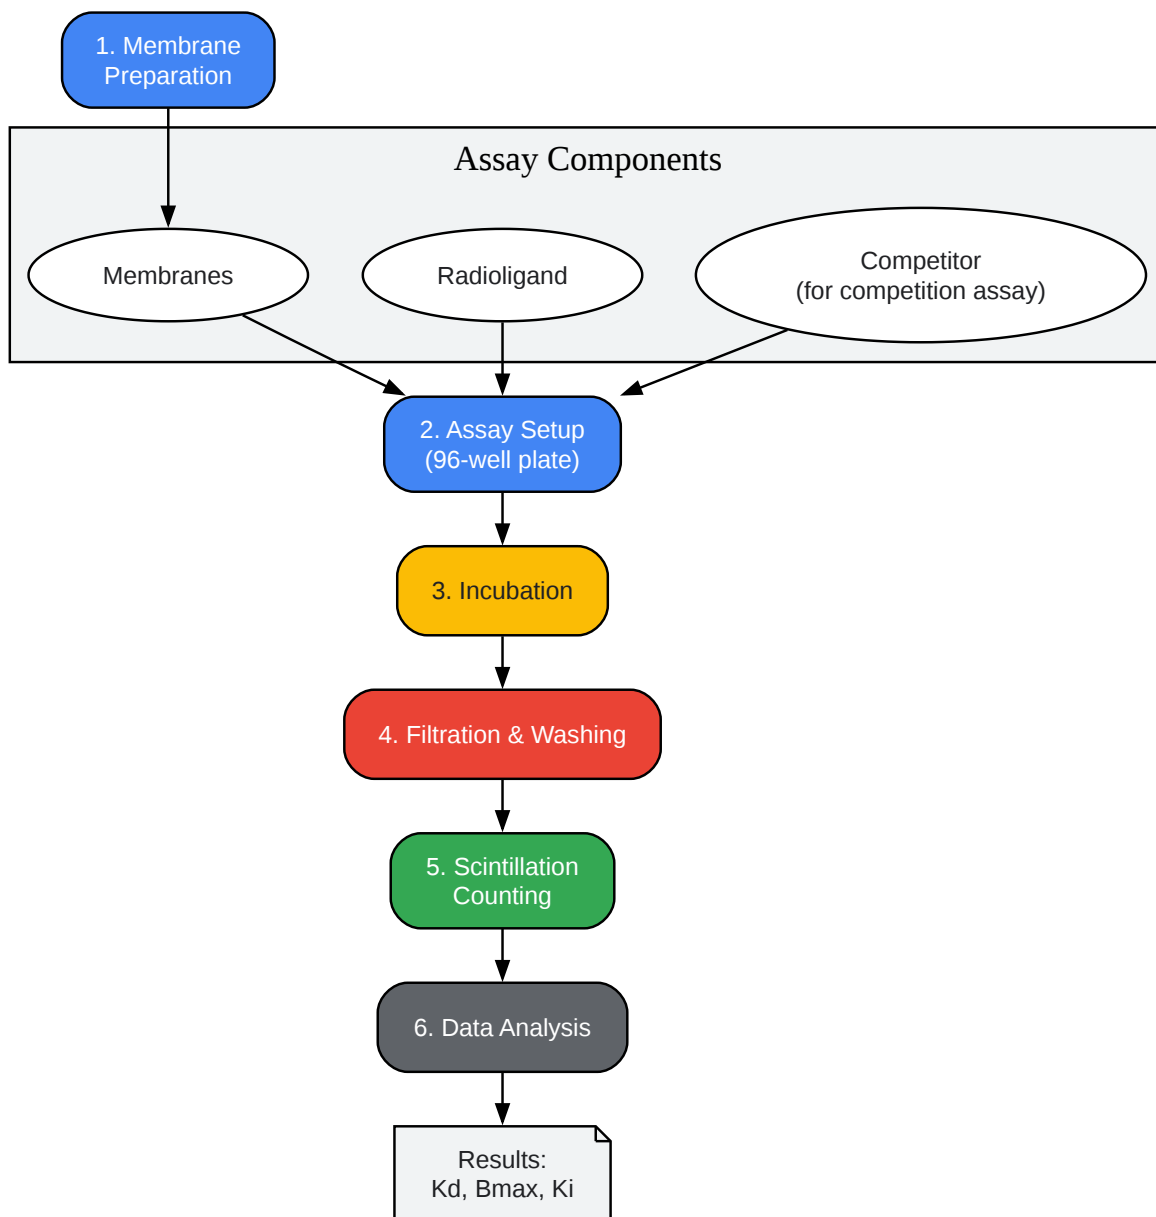 1. Membrane
Preparation
Assay Components
Membranes
Radioligand
Competitor
(for competition assay)
2. Assay Setup
(96-well plate)
3. Incubation
4. Filtration & Washing
5. Scintillation
Counting
6. Data Analysis
Results:
Kd, Bmax, Ki